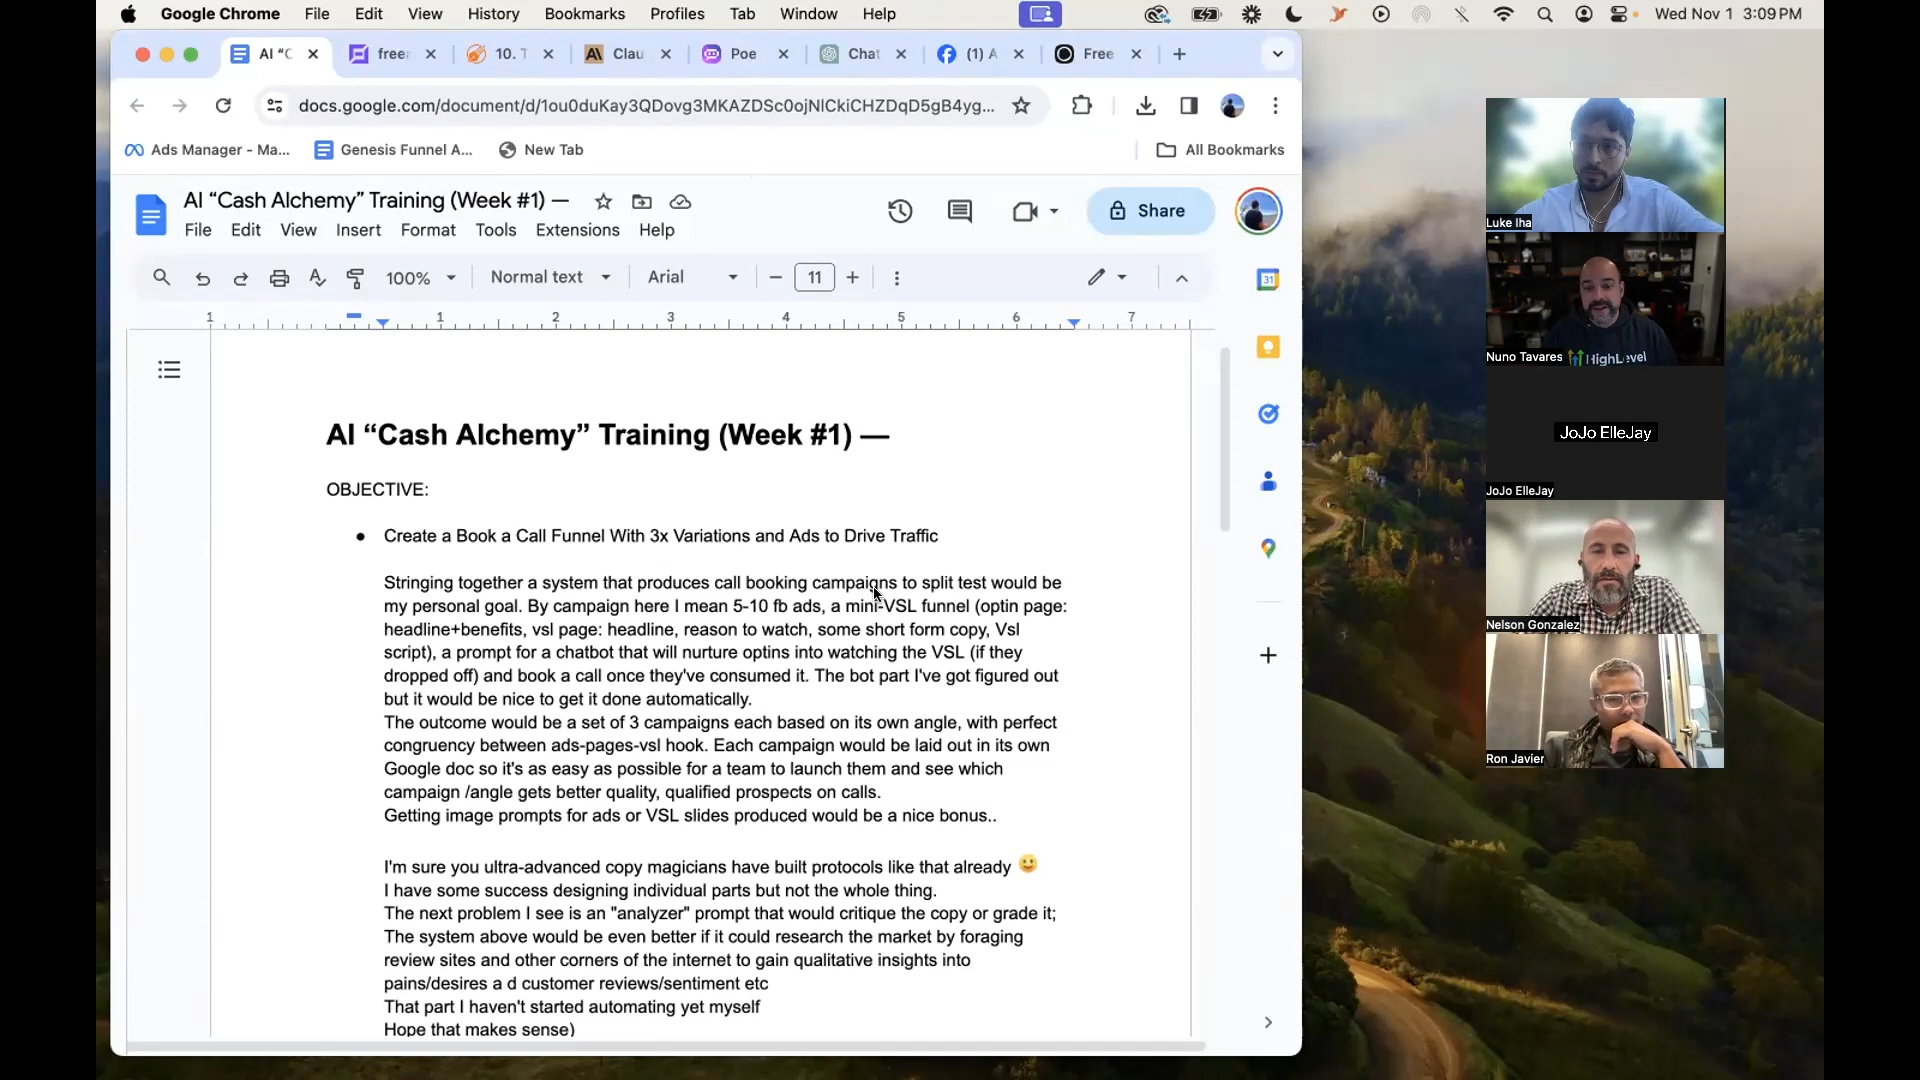 Google Chrome File Edit View History Bookmarks Profiles Tab Window Help Wed Nov 1 3:09 PM
AI “C free 10. T Clau Poe Chat (1) A Free
docs.google.com/document/d/1ou0duKay3QDovg3MKAZDSc0ojNlCkiCHZDqD5gB4yg...
Ads Manager - Ma... Genesis Funnel A... New Tab All Bookmarks
AI “Cash Alchemy” Training (Week #1) —
Share
File Edit View Insert Format Tools Extensions Help
100% Normal text Arial 11
31
1 1 2 3 4 5 6 7
AI “Cash Alchemy” Training (Week #1) —
OBJECTIVE:
● Create a Book a Call Funnel With 3x Variations and Ads to Drive Traffic
Stringing together a system that produces call booking campaigns to split test would be
my personal goal. By campaign here I mean 5-10 fb ads, a mini-VSL funnel (optin page:
headline+benefits, vsl page: headline, reason to watch, some short form copy, Vsl
script), a prompt for a chatbot that will nurture optins into watching the VSL (if they
dropped off) and book a call once they've consumed it. The bot part I've got figured out
but it would be nice to get it done automatically.
The outcome would be a set of 3 campaigns each based on its own angle, with perfect
congruency between ads-pages-vsl hook. Each campaign would be laid out in its own
Google doc so it's as easy as possible for a team to launch them and see which
campaign /angle gets better quality, qualified prospects on calls.
Getting image prompts for ads or VSL slides produced would be a nice bonus..
I'm sure you ultra-advanced copy magicians have built protocols like that already 🙂
I have some success designing individual parts but not the whole thing.
The next problem I see is an "analyzer" prompt that would critique the copy or grade it;
The system above would be even better if it could research the market by foraging
review sites and other corners of the internet to gain qualitative insights into
pains/desires a d customer reviews/sentiment etc
That part I haven't started automating yet myself
Hope that makes sense)
Luke Iha
HighLevel
Nuno Tavares
JoJo ElleJay
JoJo ElleJay
Nelson Gonzalez
Ron Javier